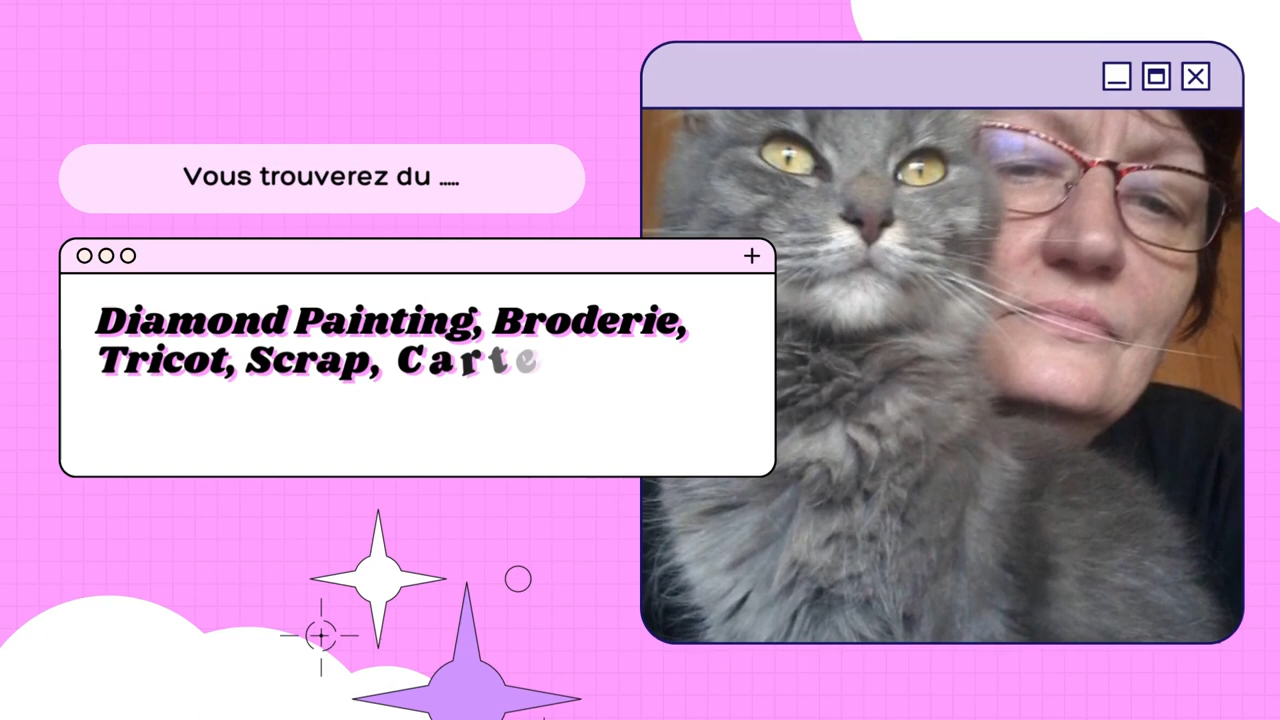 Vous trouverez du .....
Diamond Painting, Broderie,
Tricot, Scrap, Carte